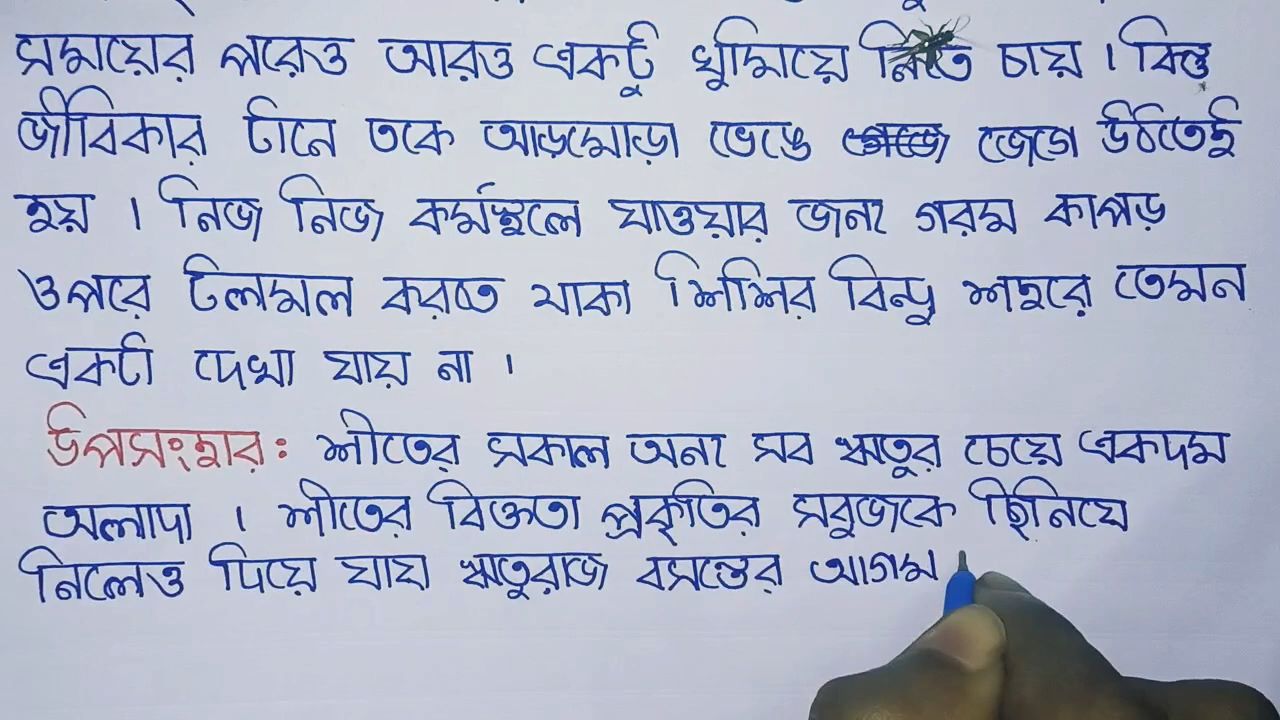 সময়ের পরেও আরও একটু ঘুমিয়ে নিতে চায় । কিন্তু
জীবিকার টানে তকে আড়মোড়া ভেঙে জেগে উঠতেই
হয় । নিজ নিজ কর্মস্থলে যাওয়ার জন্য গরম কাপড়
ওপরে টলমল করতে থাকা শিশির বিন্দু শহরে তেমন
একটা দেখা যায় না ।
উপসংহার: শীতের সকাল অন্য সব ঋতুর চেয়ে একদম
অলাদা । শীতের রিক্ততা প্রকৃতির সবুজকে ছিনিয়ে
নিলেও দিয়ে যায় ঋতুরাজ বসন্তের আগম